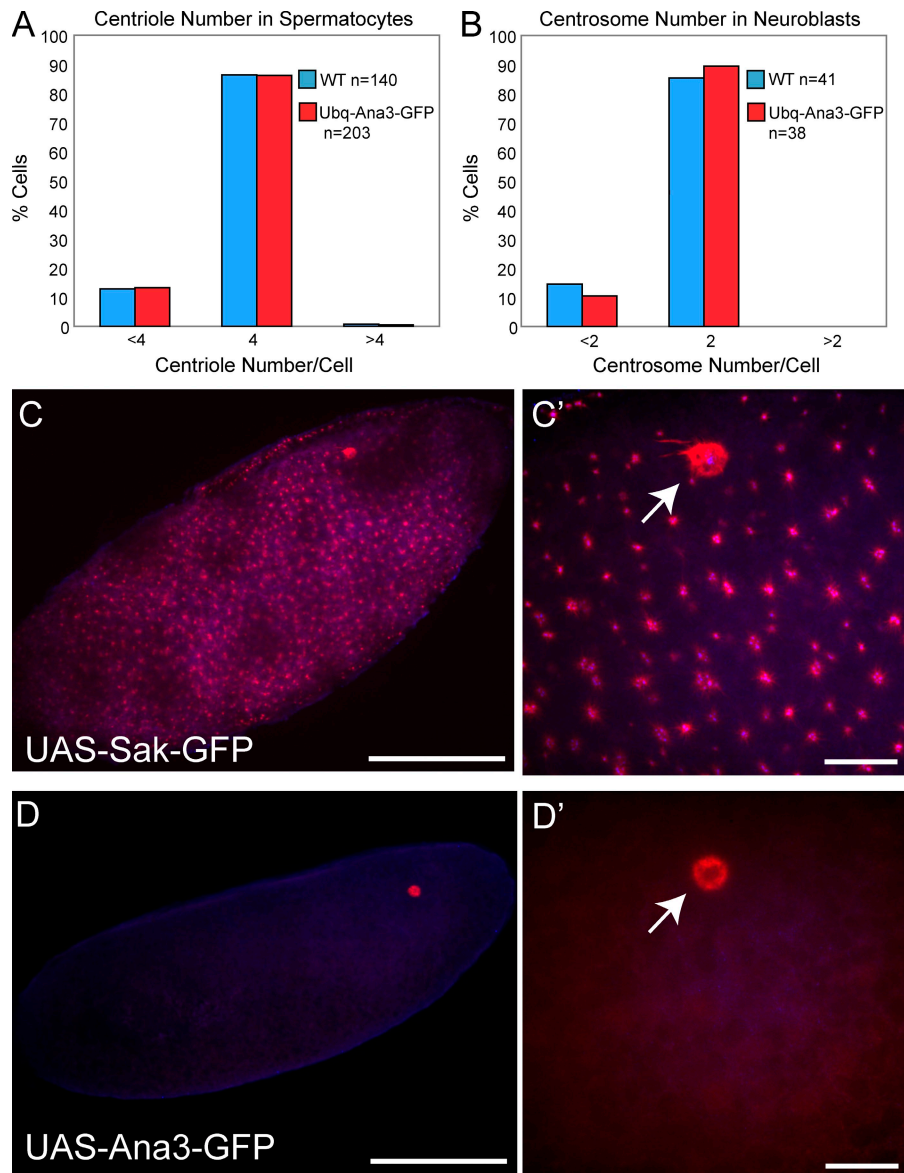 A
Centriole Number in Spermatocytes
100
90
80
70
60
50
40
30
20
10
0
% Cells
WT n=140
Ubq-Ana3-GFP
n=203
<4
4
>4
Centriole Number/Cell
B
Centrosome Number in Neuroblasts
100
90
80
70
60
50
40
30
20
10
0
% Cells
WT n=41
Ubq-Ana3-GFP
n=38
<2
2
>2
Centrosome Number/Cell
C
UAS-Sak-GFP
C'
D
UAS-Ana3-GFP
D'